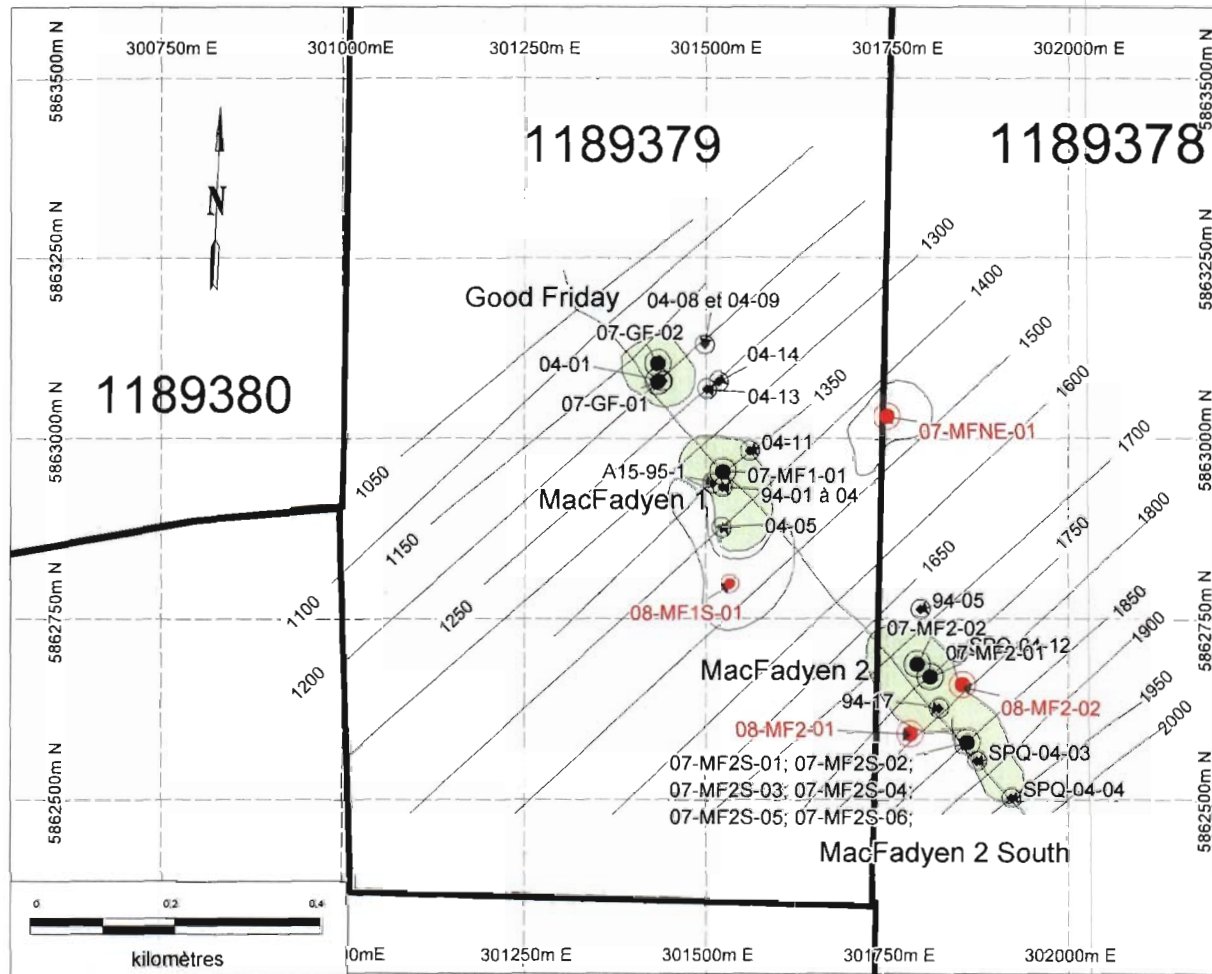 300750m E
301000mE
301250m E
301500m E
301750m E
302000m E
5863500m N
5863500m N
1189379
1189378
N
5863250m N
5863250m N
1300
1400
1500
1600
1700
1800
Good Friday
04-08 et 04-09
07-GF-02
04-14
04-01
07-GF-01
04-13
1350
1189380
5863000m N
5863000m N
07-MFNE-01
04-11
A15-95-1
07-MF1-01
94-01 à 04
MacFadyen 1
04-05
1050
1150
1100
1250
1200
1650
1750
1850
1900
1950
2000
08-MF1S-01
5862750m N
5862750m N
94-05
07-MF2-02
SPQ-04-12
07-MF2-01
MacFadyen 2
94-17
08-MF2-02
08-MF2-01
SPQ-04-03
07-MF2S-01; 07-MF2S-02;
07-MF2S-03; 07-MF2S-04;
07-MF2S-05; 07-MF2S-06;
SPQ-04-04
5862500m N
5862500m N
MacFadyen 2 South
0 0,2 0,4
kilomètres
0mE
301250m E
301500m E
301750m E
302000m E